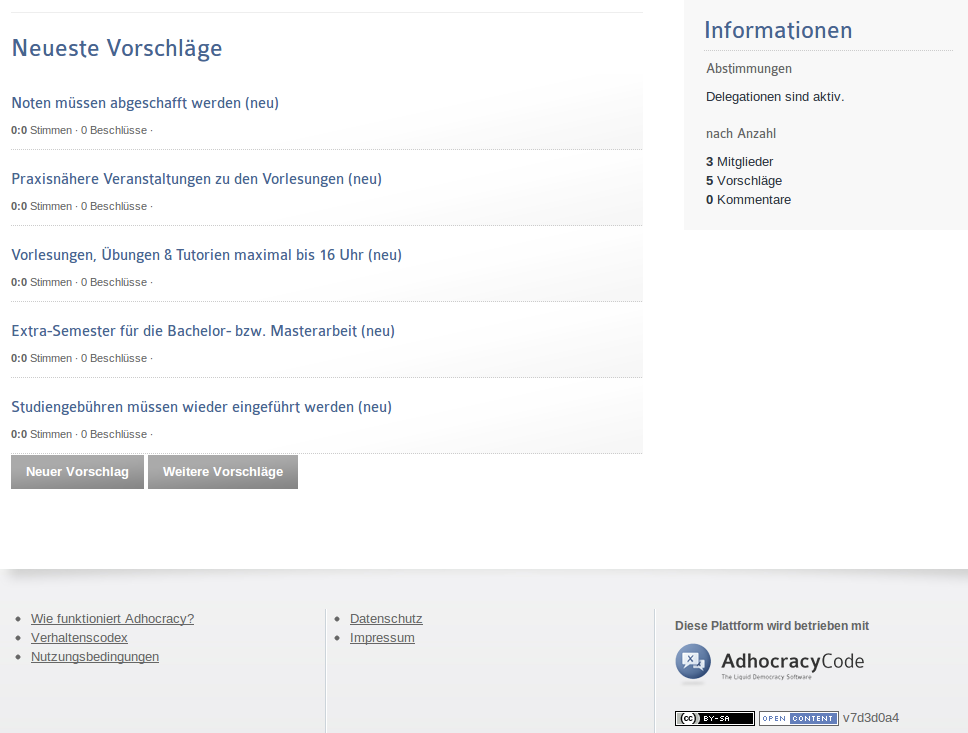 Neueste Vorschläge
Noten müssen abgeschafft werden (neu)
0:0 Stimmen · 0 Beschlüsse ·
Praxisnähere Veranstaltungen zu den Vorlesungen (neu)
0:0 Stimmen · 0 Beschlüsse ·
Vorlesungen, Übungen & Tutorien maximal bis 16 Uhr (neu)
0:0 Stimmen · 0 Beschlüsse ·
Extra-Semester für die Bachelor- bzw. Masterarbeit (neu)
0:0 Stimmen · 0 Beschlüsse ·
Studiengebühren müssen wieder eingeführt werden (neu)
0:0 Stimmen · 0 Beschlüsse ·
Neuer Vorschlag Weitere Vorschläge
Informationen
Abstimmungen
Delegationen sind aktiv.
nach Anzahl
3 Mitglieder
5 Vorschläge
0 Kommentare
Wie funktioniert Adhocracy?
Verhaltenscodex
Nutzungsbedingungen
Datenschutz
Impressum
Diese Plattform wird betrieben mit
AdhocracyCode
The Liquid Democracy Software
cc BY-SA OPEN CONTENT v7d3d0a4